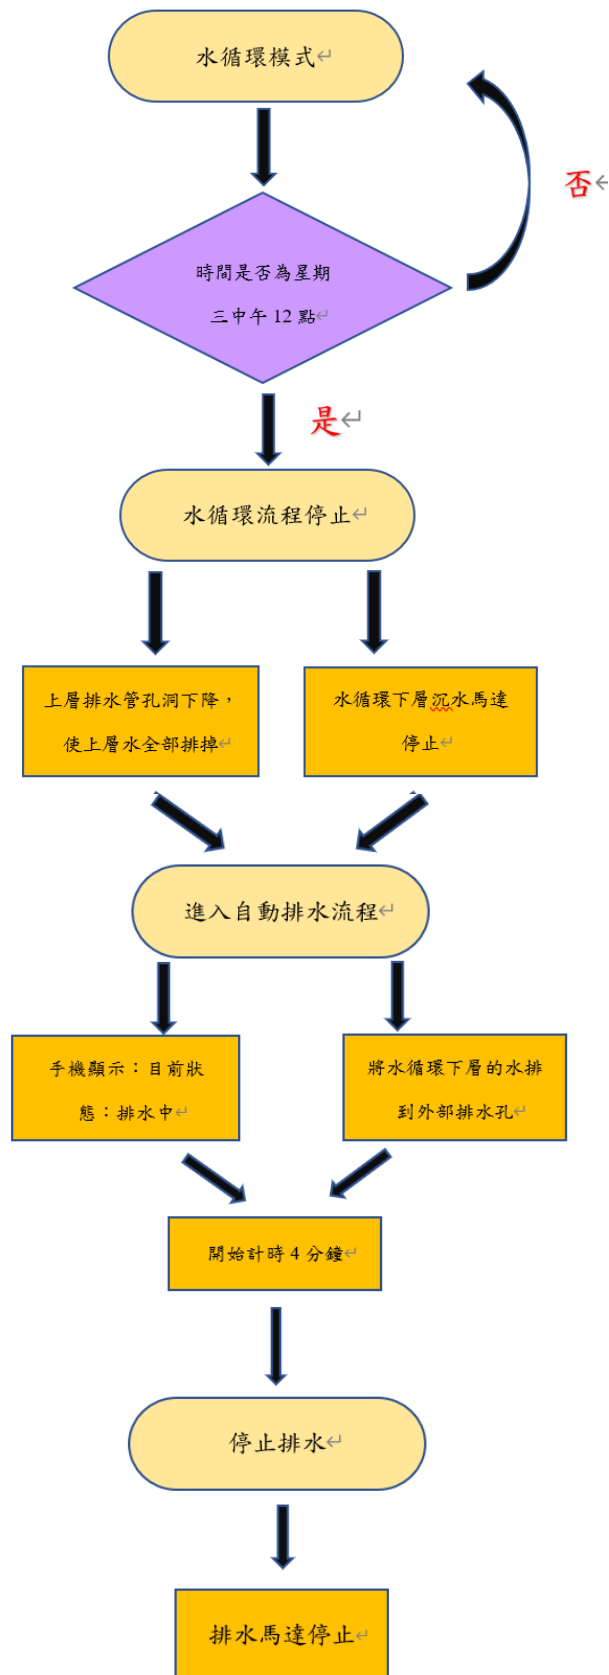 水循環模式
否
時間是否為星期
三中午 12 點
是
水循環流程停止
上層排水管孔洞下降，
使上層水全部排掉
水循環下層沉水馬達
停止
進入自動排水流程
手機顯示：目前狀
態：排水中
將水循環下層的水排
到外部排水孔
開始計時 4 分鐘
停止排水
排水馬達停止